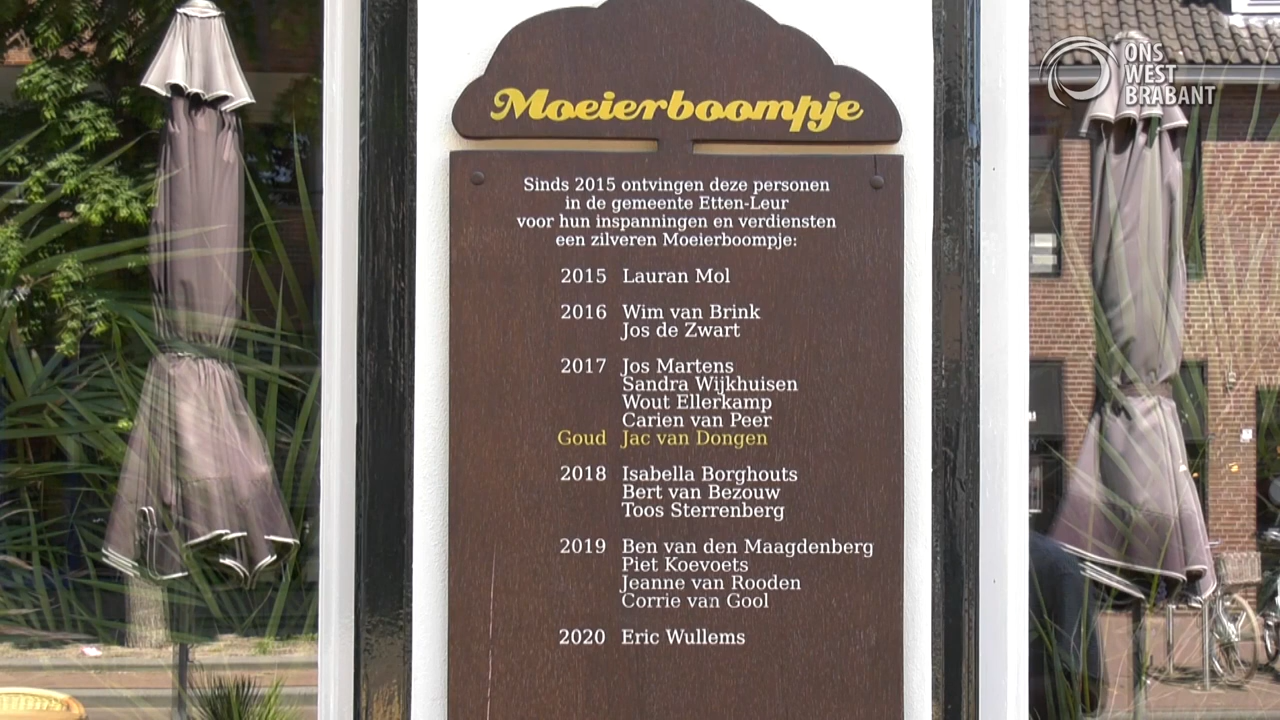 Moeierboompje
Sinds 2015 ontvingen deze personen
in de gemeente Etten-Leur
voor hun inspanningen en verdiensten
een zilveren Moeierboompje:
2015 Lauran Mol
2016 Wim van Brink
Jos de Zwart
2017 Jos Martens
Sandra Wijkhuisen
Wout Ellerkamp
Carien van Peer
Goud Jac van Dongen
2018 Isabella Borghouts
Bert van Bezouw
Toos Sterrenberg
2019 Ben van den Maagdenberg
Piet Koevoets
Jeanne van Rooden
Corrie van Gool
2020 Eric Wullems
ONS
WEST
BRABANT